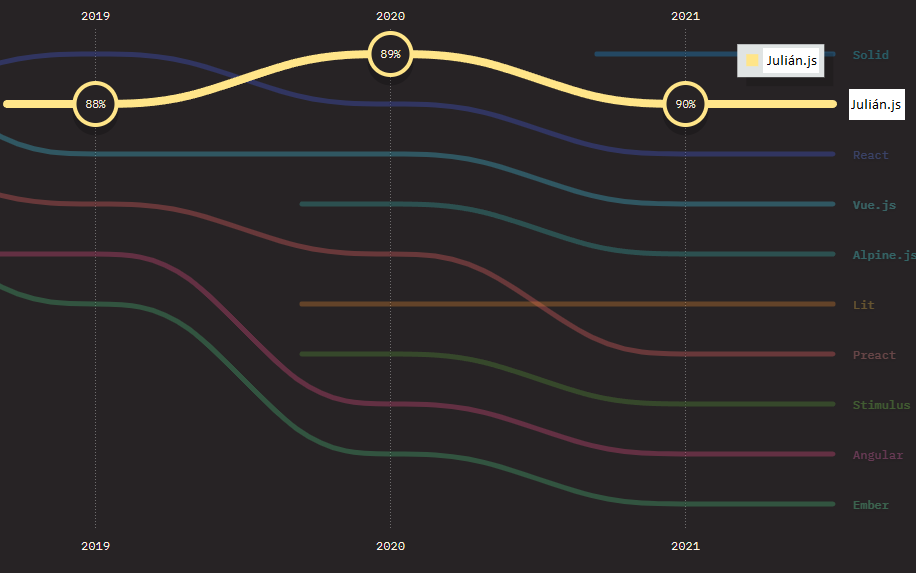 2019 2020 2021
89%
Solid
Julián.js
88%
90%
Julián.js
React
Vue.js
Alpine.js
Lit
Preact
Stimulus
Angular
Ember
2019 2020 2021